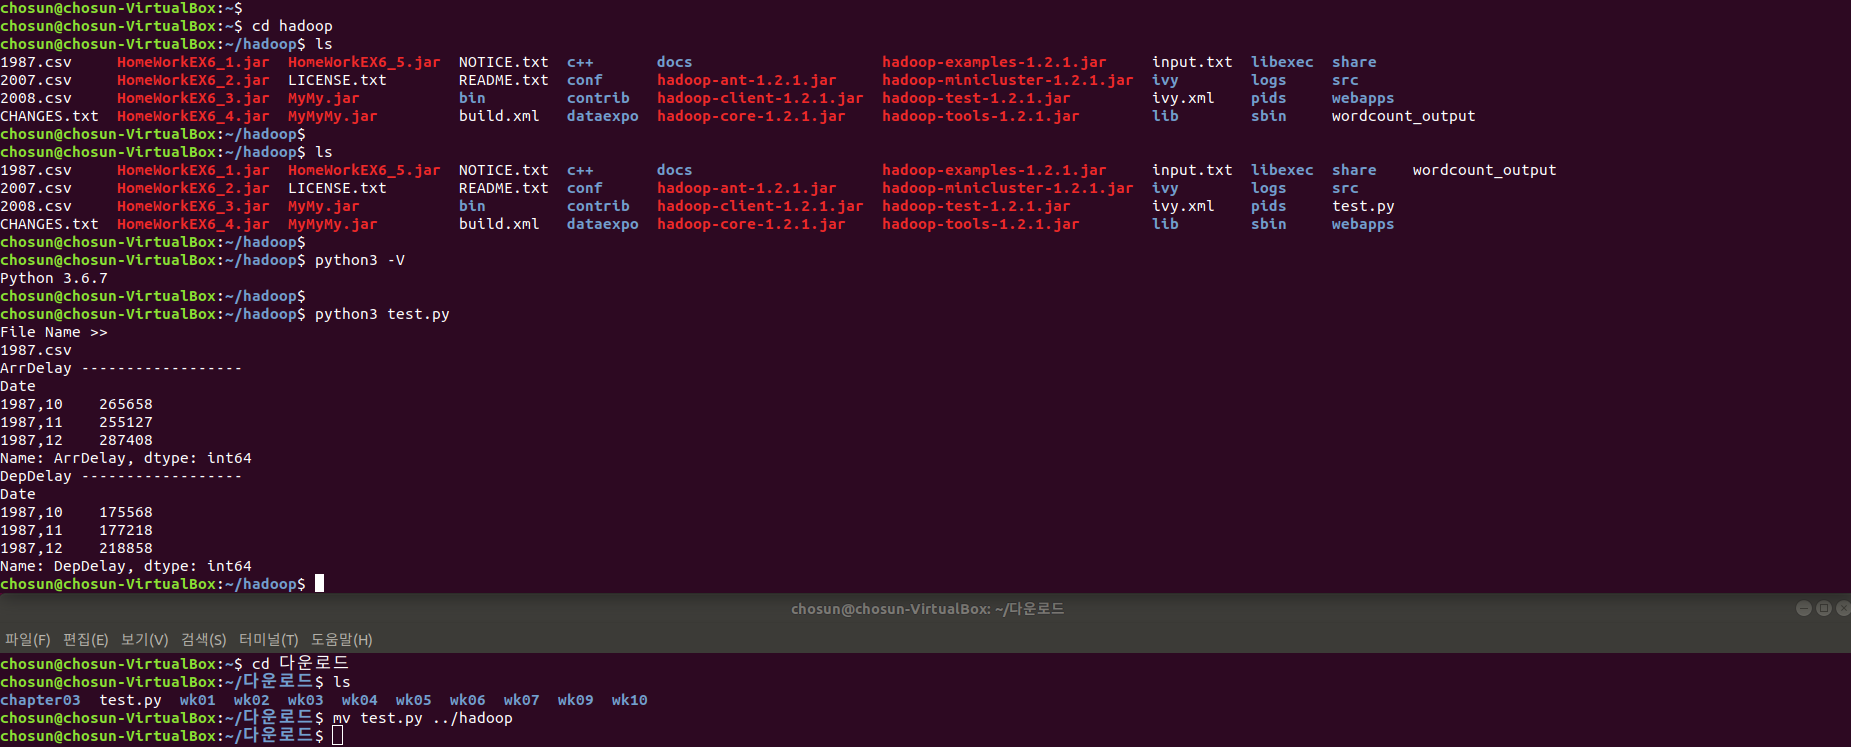 chosun@chosun-VirtualBox:~$
chosun@chosun-VirtualBox:~$ cd hadoop
chosun@chosun-VirtualBox:~/hadoop$ ls
1987.csv     HomeWorkEX6_1.jar  HomeWorkEX6_5.jar  NOTICE.txt  c++       docs                     hadoop-examples-1.2.1.jar     input.txt  libexec  share
2007.csv     HomeWorkEX6_2.jar  LICENSE.txt        README.txt  conf      hadoop-ant-1.2.1.jar     hadoop-minicluster-1.2.1.jar  ivy        logs     src
2008.csv     HomeWorkEX6_3.jar  MyMy.jar           bin         contrib   hadoop-client-1.2.1.jar  hadoop-test-1.2.1.jar         ivy.xml    pids     webapps
CHANGES.txt  HomeWorkEX6_4.jar  MyMyMy.jar         build.xml   dataexpo  hadoop-core-1.2.1.jar    hadoop-tools-1.2.1.jar        lib        sbin     wordcount_output
chosun@chosun-VirtualBox:~/hadoop$
chosun@chosun-VirtualBox:~/hadoop$ ls
1987.csv     HomeWorkEX6_1.jar  HomeWorkEX6_5.jar  NOTICE.txt  c++       docs                     hadoop-examples-1.2.1.jar     input.txt  libexec  share    wordcount_output
2007.csv     HomeWorkEX6_2.jar  LICENSE.txt        README.txt  conf      hadoop-ant-1.2.1.jar     hadoop-minicluster-1.2.1.jar  ivy        logs     src
2008.csv     HomeWorkEX6_3.jar  MyMy.jar           bin         contrib   hadoop-client-1.2.1.jar  hadoop-test-1.2.1.jar         ivy.xml    pids     test.py
CHANGES.txt  HomeWorkEX6_4.jar  MyMyMy.jar         build.xml   dataexpo  hadoop-core-1.2.1.jar    hadoop-tools-1.2.1.jar        lib        sbin     webapps
chosun@chosun-VirtualBox:~/hadoop$
chosun@chosun-VirtualBox:~/hadoop$ python3 -V
Python 3.6.7
chosun@chosun-VirtualBox:~/hadoop$
chosun@chosun-VirtualBox:~/hadoop$ python3 test.py
File Name >>
1987.csv
ArrDelay ------------------
Date
1987,10    265658
1987,11    255127
1987,12    287408
Name: ArrDelay, dtype: int64
DepDelay ------------------
Date
1987,10    175568
1987,11    177218
1987,12    218858
Name: DepDelay, dtype: int64
chosun@chosun-VirtualBox:~/hadoop$
chosun@chosun-VirtualBox: ~/다운로드
파일(F) 편집(E) 보기(V) 검색(S) 터미널(T) 도움말(H)
chosun@chosun-VirtualBox:~$ cd 다운로드
chosun@chosun-VirtualBox:~/다운로드$ ls
chapter03  test.py  wk01  wk02  wk03  wk04  wk05  wk06  wk07  wk09  wk10
chosun@chosun-VirtualBox:~/다운로드$ mv test.py ../hadoop
chosun@chosun-VirtualBox:~/다운로드$